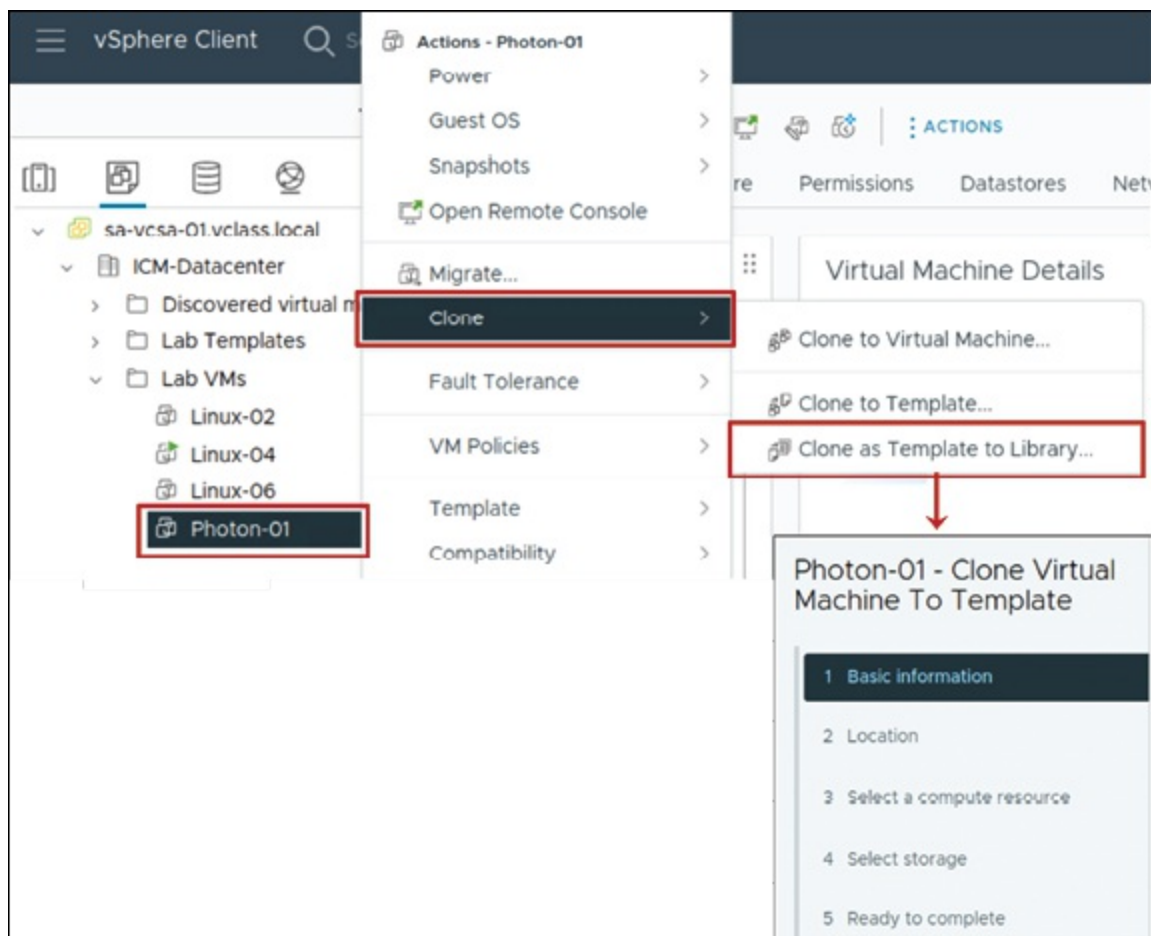 vSphere Client
Actions - Photon-01
Power
Guest OS
Snapshots
Open Remote Console
Migrate...
Clone
Fault Tolerance
VM Policies
Template
Compatibility
ACTIONS
Permissions
Datastores
Virtual Machine Details
sa-vcsa-01.vclass.local
ICM-Datacenter
Discovered virtual
Lab Templates
Lab VMs
Linux-02
Linux-04
Linux-06
Photon-01
Clone to Virtual Machine...
Clone to Template...
Clone as Template to Library...
Photon-01 - Clone Virtual
Machine To Template
1 Basic information
2 Location
3 Select a compute resource
4 Select storage
5 Ready to complete